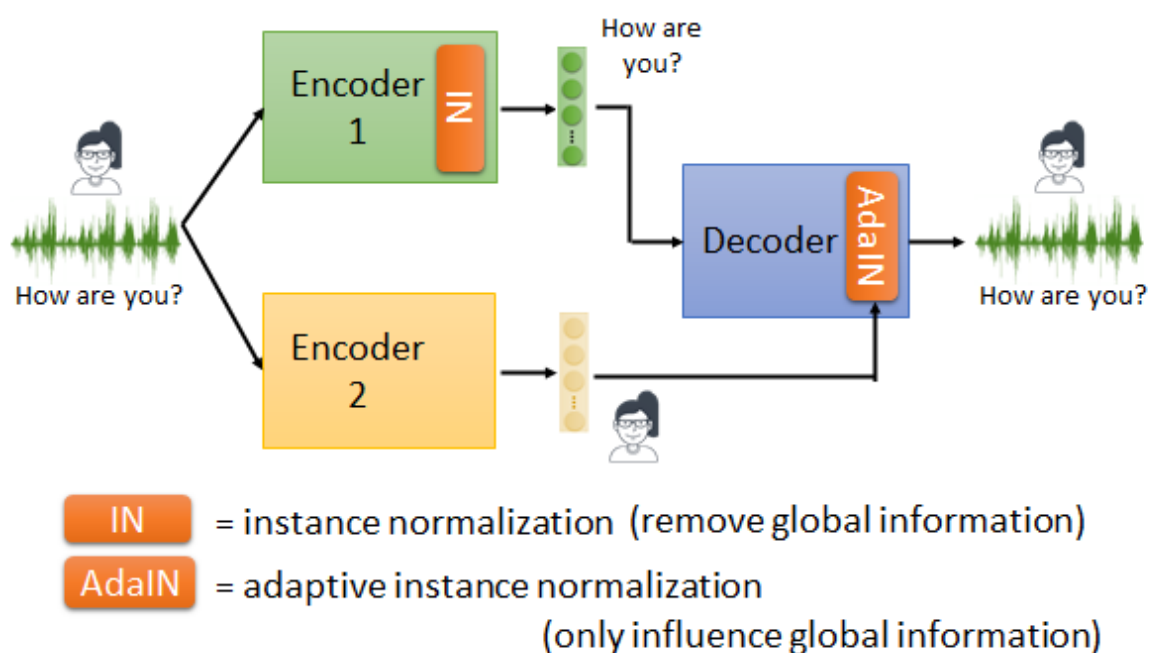 How are
you?
Encoder
1
IN
How are you?
Decoder
AdaIN
How are you?
Encoder
2
IN = instance normalization (remove global information)
AdaIN = adaptive instance normalization
(only influence global information)